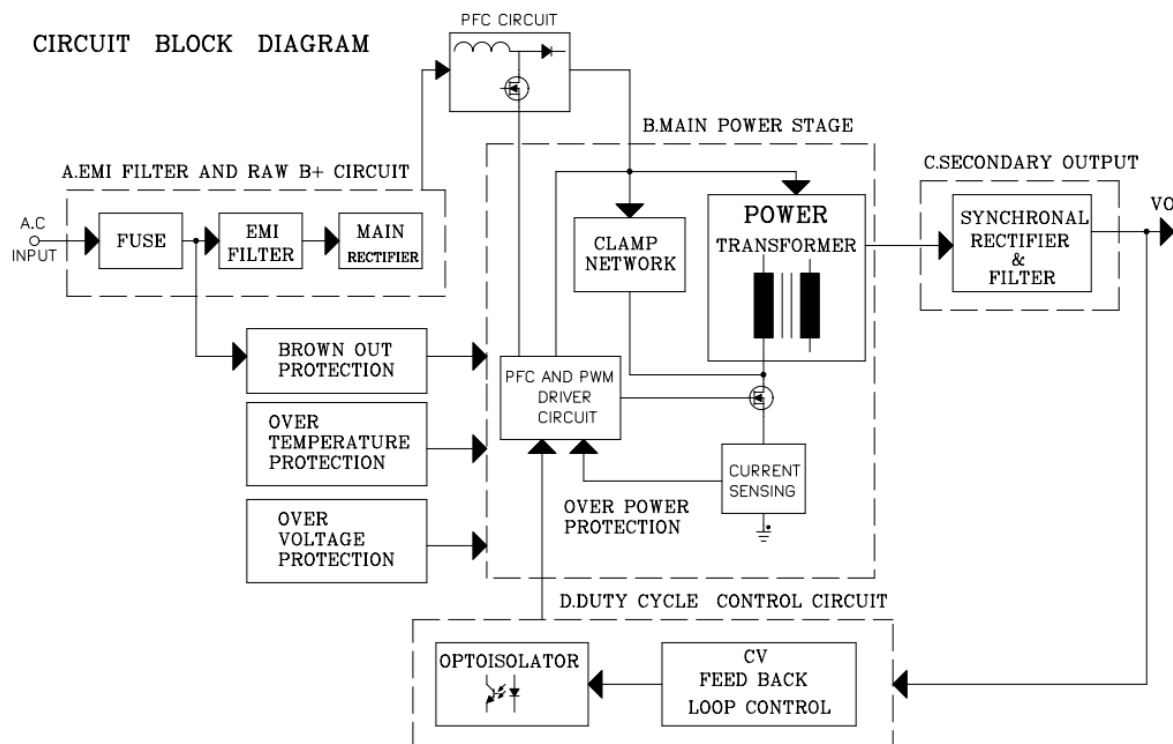 PFC CIRCUIT
CIRCUIT BLOCK DIAGRAM
B.MAIN POWER STAGE
A.EMI FILTER AND RAW B+ CIRCUIT
C.SECONDARY OUTPUT
A.C
INPUT
FUSE
EMI
FILTER
MAIN
RECTIFIER
CLAMP
NETWORK
POWER
TRANSFORMER
SYNCHRONAL
RECTIFIER
&
FILTER
VO
BROWN OUT
PROTECTION
PFC AND PWM
DRIVER
CIRCUIT
OVER
TEMPERATURE
PROTECTION
CURRENT
SENSING
OVER POWER
PROTECTION
OVER
VOLTAGE
PROTECTION
D.DUTY CYCLE CONTROL CIRCUIT
OPTOISOLATOR
CV
FEED BACK
LOOP CONTROL